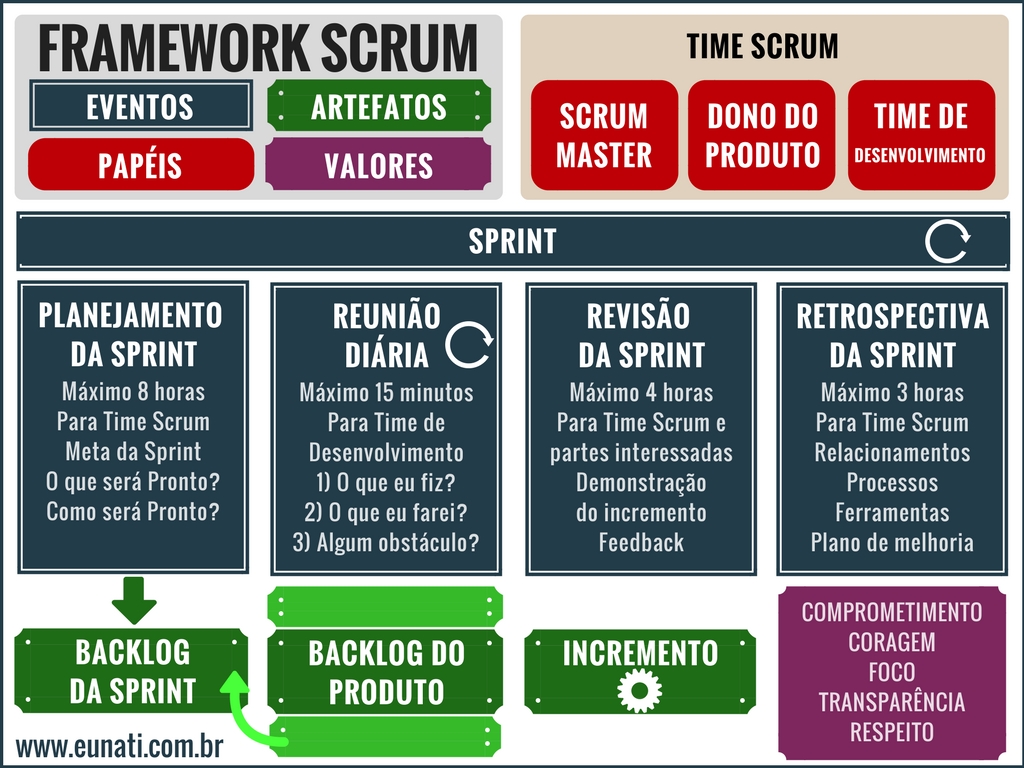 FRAMEWORK SCRUM
EVENTOS
ARTEFATOS
PAPÉIS
VALORES
TIME SCRUM
SCRUM
MASTER
DONO DO
PRODUTO
TIME DE
DESENVOLVIMENTO
SPRINT
PLANEJAMENTO
DA SPRINT
Máximo 8 horas
Para Time Scrum
Meta da Sprint
O que será Pronto?
Como será Pronto?
REUNIÃO
DIÁRIA
Máximo 15 minutos
Para Time de
Desenvolvimento
1) O que eu fiz?
2) O que eu farei?
3) Algum obstáculo?
REVISÃO
DA SPRINT
Máximo 4 horas
Para Time Scrum e
partes interessadas
Demonstração
do incremento
Feedback
RETROSPECTIVA
DA SPRINT
Máximo 3 horas
Para Time Scrum
Relacionamentos
Processos
Ferramentas
Plano de melhoria
BACKLOG
DA SPRINT
BACKLOG DO
PRODUTO
INCREMENTO
COMPROMETIMENTO
CORAGEM
FOCO
TRANSPARÊNCIA
RESPEITO
www.eunati.com.br